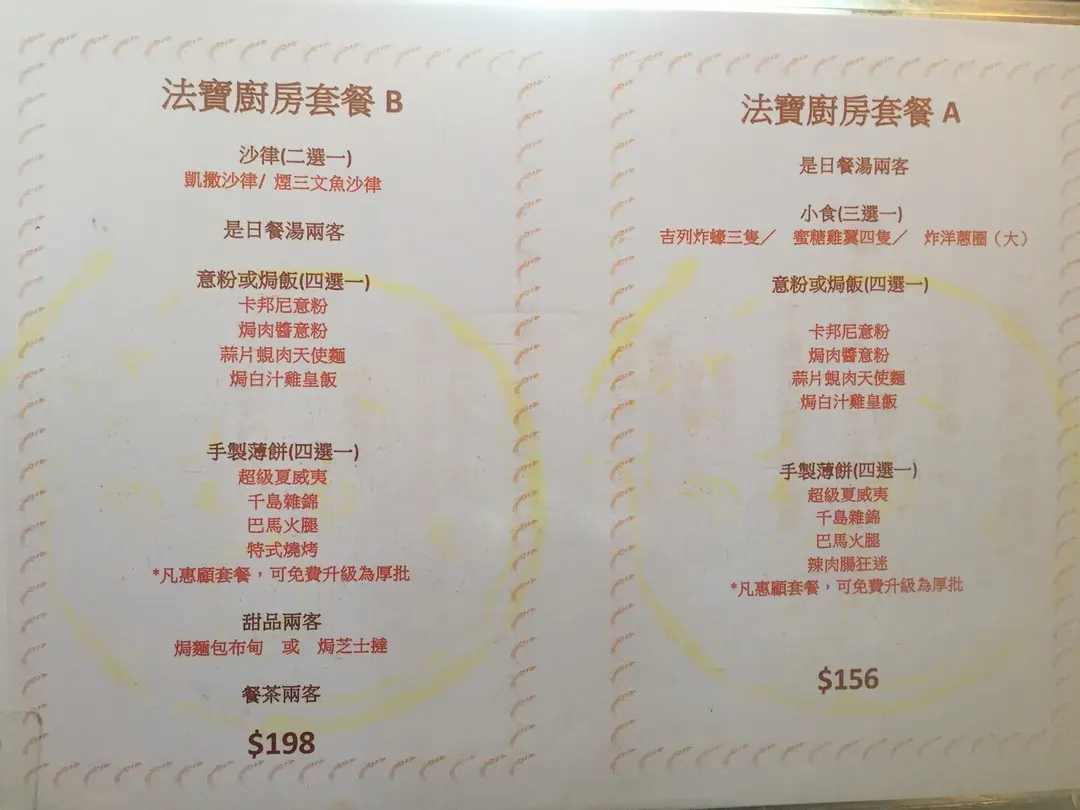 法寶廚房套餐 B
沙律(二選一)
凱撒沙律/ 煙三文魚沙律
是日餐湯兩客
意粉或焗飯(四選一)
卡邦尼意粉
焗肉醬意粉
蒜片蜆肉天使麵
焗白汁雞皇飯
手製薄餅(四選一)
超級夏威夷
千島雜錦
巴馬火腿
特式燒烤
*凡惠顧套餐，可免費升級為厚批
甜品兩客
焗麵包布甸 或 焗芝士撻
餐茶兩客
$198
法寶廚房套餐 A
是日餐湯兩客
小食(三選一)
吉列炸蠔三隻／ 蜜糖雞翼四隻／ 炸洋蔥圈（大）
意粉或焗飯(四選一)
卡邦尼意粉
焗肉醬意粉
蒜片蜆肉天使麵
焗白汁雞皇飯
手製薄餅(四選一)
超級夏威夷
千島雜錦
巴馬火腿
辣肉腸狂迷
*凡惠顧套餐，可免費升級為厚批
$156